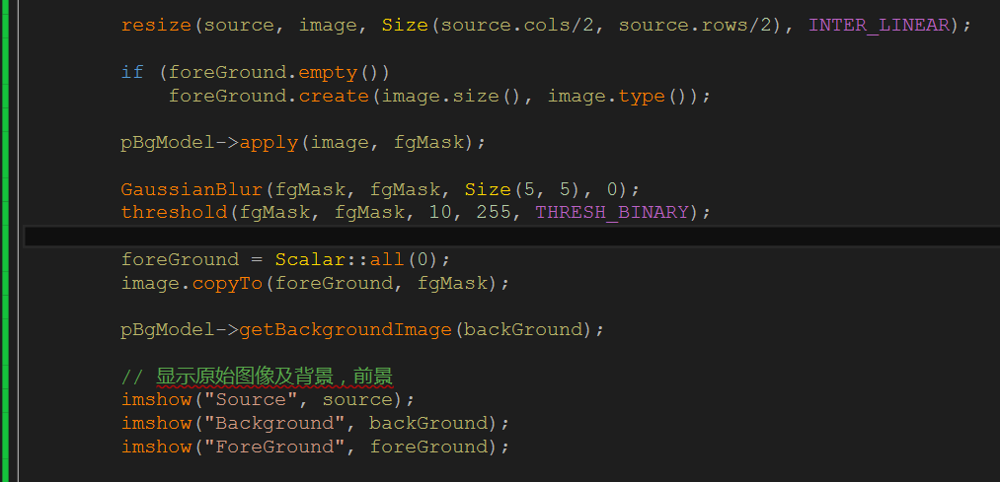 resize(source, image, Size(source.cols/2, source.rows/2), INTER_LINEAR);
if (foreGround.empty())
foreGround.create(image.size(), image.type());
pBgModel->apply(image, fgMask);
GaussianBlur(fgMask, fgMask, Size(5, 5), 0);
threshold(fgMask, fgMask, 10, 255, THRESH_BINARY);
foreGround = Scalar::all(0);
image.copyTo(foreGround, fgMask);
pBgModel->getBackgroundImage(backGround);
// 显示原始图像及背景，前景
imshow("Source", source);
imshow("Background", backGround);
imshow("ForeGround", foreGround);